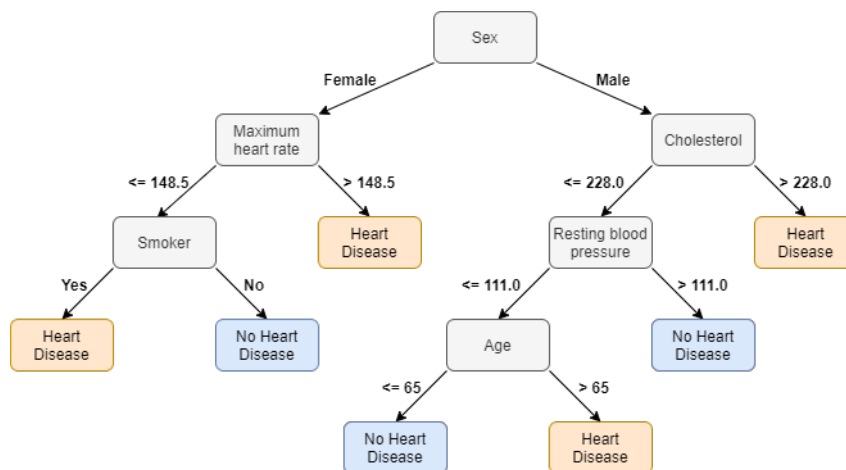 Sex
Female
Male
Maximum
heart rate
Cholesterol
<= 148.5
> 148.5
<= 228.0
> 228.0
Smoker
Heart
Disease
Resting blood
pressure
Heart
Disease
Yes
No
<= 111.0
> 111.0
Heart
Disease
No Heart
Disease
Age
No Heart
Disease
<= 65
> 65
No Heart
Disease
Heart
Disease